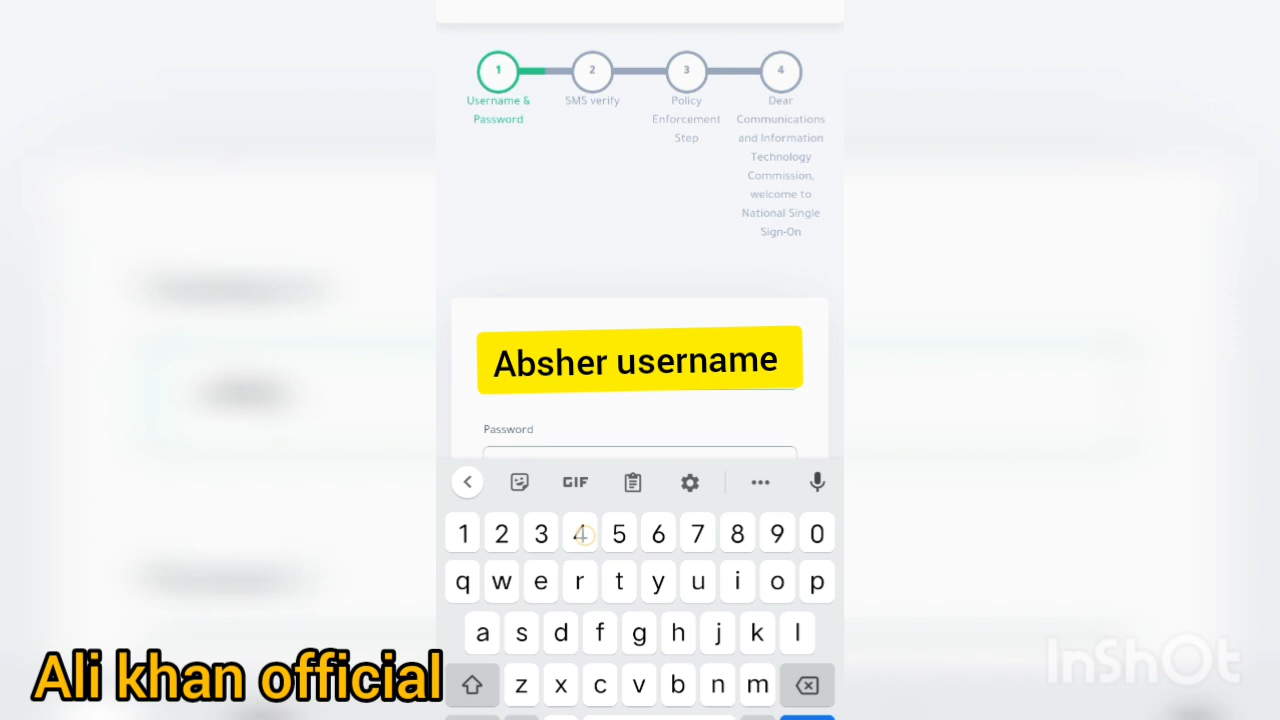 1 2 3 4
Username & Password
SMS verify
Policy Enforcement Step
Dear Communications and Information Technology Commission, welcome to National Single Sign-On
Absher username
Password
GIF
1 2 3 4 5 6 7 8 9 0
q w e r t y u i o p
a s d f g h j k l
z x c v b n m
Ali khan official
InShOt